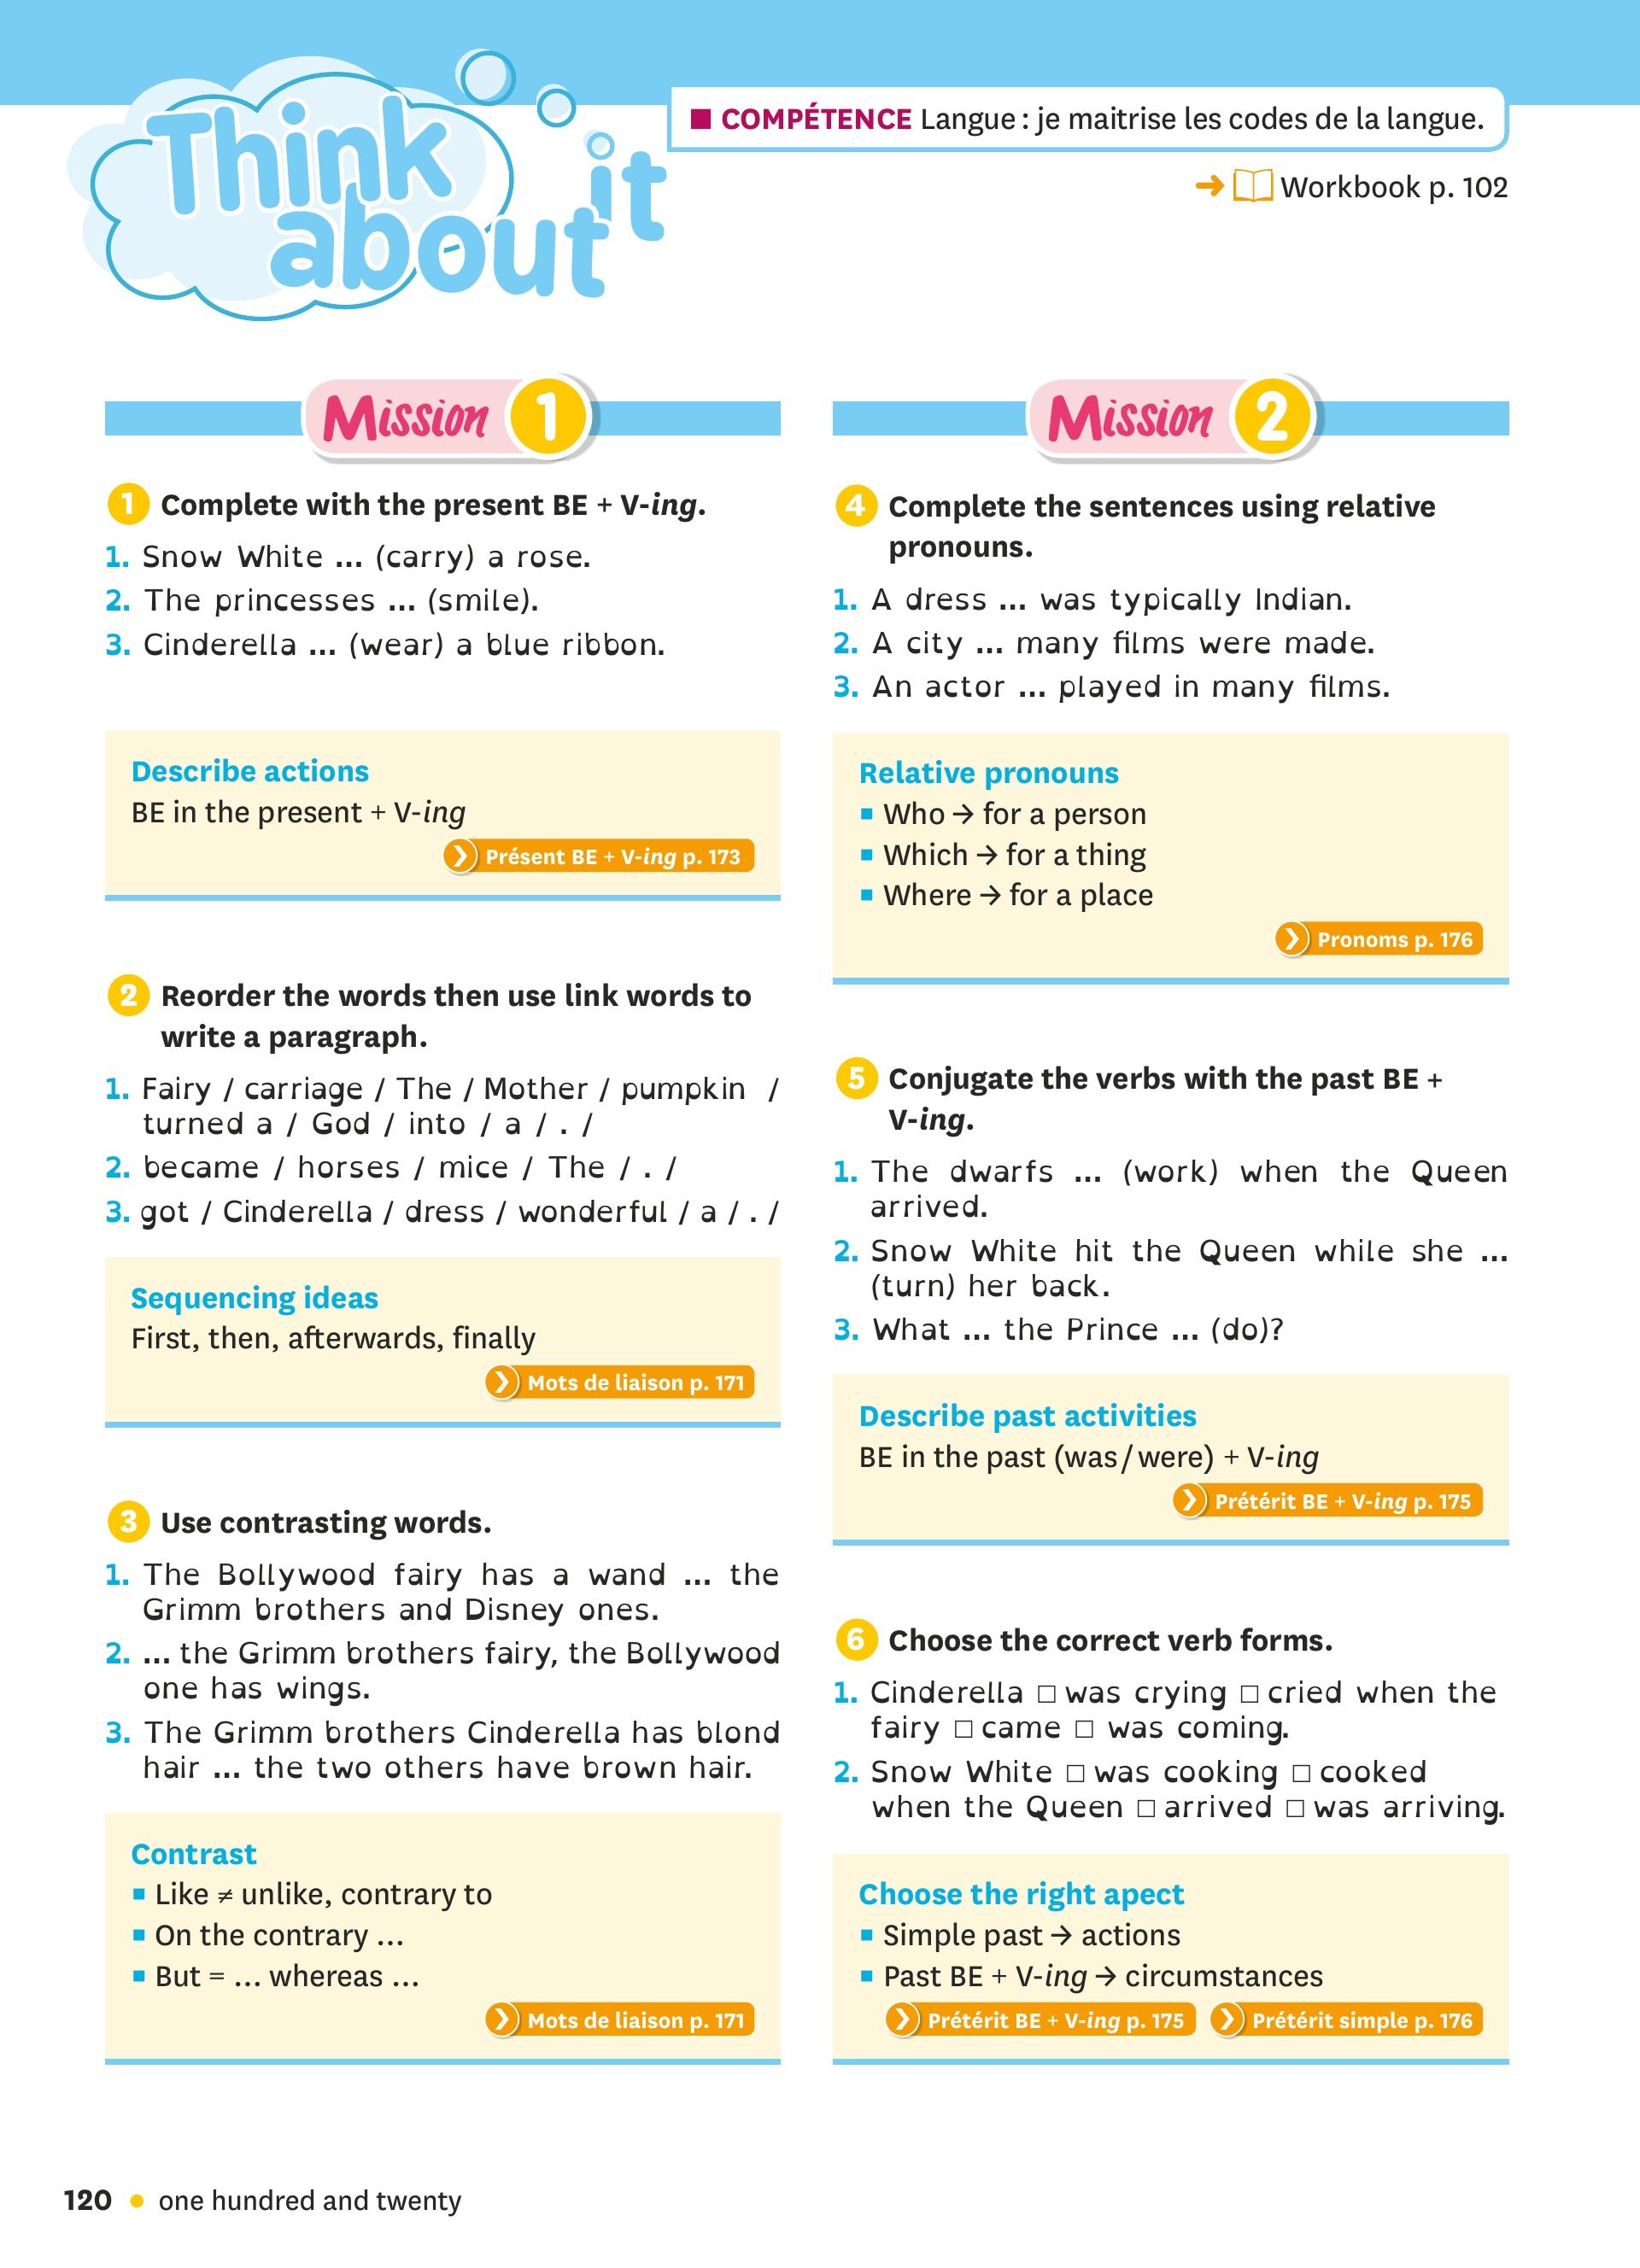 Think
about it
■ COMPÉTENCE Langue : je maitrise les codes de la langue.
➜ Workbook p. 102
Mission 1
1 Complete with the present BE + V-ing.
1. Snow White ... (carry) a rose.
2. The princesses ... (smile).
3. Cinderella ... (wear) a blue ribbon.
Describe actions
BE in the present + V-ing
Présent BE + V-ing p. 173
2 Reorder the words then use link words to
write a paragraph.
1. Fairy / carriage / The / Mother / pumpkin /
turned a / God / into / a / . /
2. became / horses / mice / The / . /
3. got / Cinderella / dress / wonderful / a / . /
Sequencing ideas
First, then, afterwards, finally
Mots de liaison p. 171
3 Use contrasting words.
1. The Bollywood fairy has a wand ... the
Grimm brothers and Disney ones.
2. ... the Grimm brothers fairy, the Bollywood
one has wings.
3. The Grimm brothers Cinderella has blond
hair ... the two others have brown hair.
Contrast
▪ Like ≠ unlike, contrary to
▪ On the contrary ...
▪ But = ... whereas ...
Mots de liaison p. 171
Mission 2
4 Complete the sentences using relative
pronouns.
1. A dress ... was typically Indian.
2. A city ... many films were made.
3. An actor ... played in many films.
Relative pronouns
▪ Who → for a person
▪ Which → for a thing
▪ Where → for a place
Pronoms p. 176
5 Conjugate the verbs with the past BE +
V-ing.
1. The dwarfs ... (work) when the Queen
arrived.
2. Snow White hit the Queen while she ...
(turn) her back.
3. What ... the Prince ... (do)?
Describe past activities
BE in the past (was / were) + V-ing
Prétérit BE + V-ing p. 175
6 Choose the correct verb forms.
1. Cinderella □ was crying □ cried when the
fairy □ came □ was coming.
2. Snow White □ was cooking □ cooked
when the Queen □ arrived □ was arriving.
Choose the right apect
▪ Simple past → actions
▪ Past BE + V-ing → circumstances
Prétérit BE + V-ing p. 175 Prétérit simple p. 176
120 • one hundred and twenty